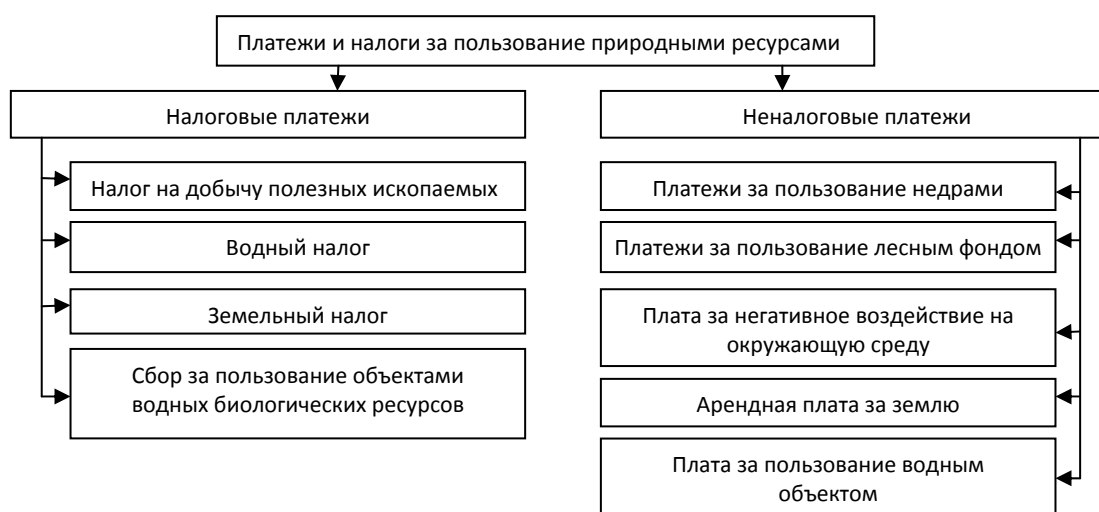 Платежи и налоги за пользование природными ресурсами
Налоговые платежи
Налог на добычу полезных ископаемых
Водный налог
Земельный налог
Сбор за пользование объектами
водных биологических ресурсов
Неналоговые платежи
Платежи за пользование недрами
Платежи за пользование лесным фондом
Плата за негативное воздействие на
окружающую среду
Арендная плата за землю
Плата за пользование водным
объектом